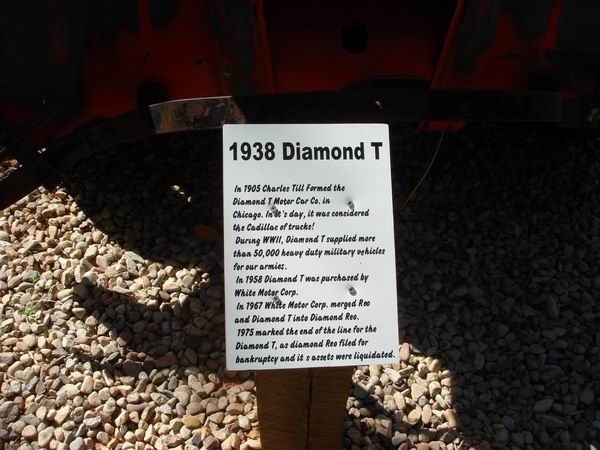 1938 Diamond T
In 1905 Charles Till Formed the
Diamond T Motor Car Co. in
Chicago. In it's day, it was considered
the Cadillac of trucks!
During WWII, Diamond T supplied more
than 50,000 heavy duty military vehicles
for our armies.
In 1958 Diamond T was purchased by
White Motor Corp.
In 1967 White Motor Corp. merged Reo
and Diamond T into Diamond Reo.
1975 marked the end of the line for the
Diamond T, as diamond Reo filed for
bankruptcy and it s assets were liquidated.